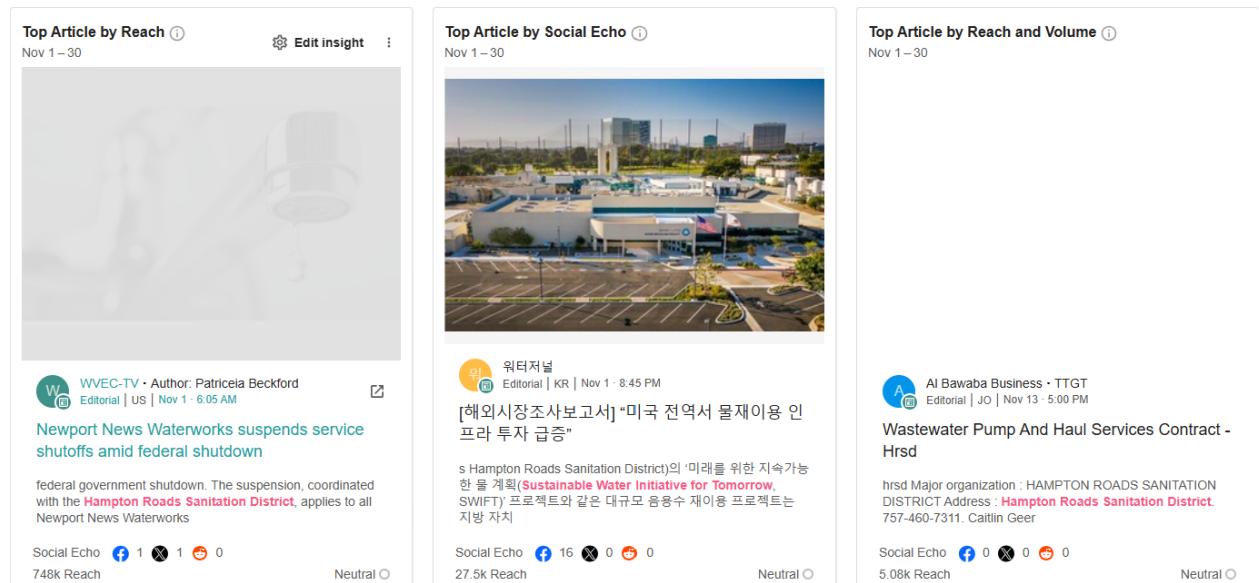 Top Article by Reach
Nov 1 – 30
Edit insight
W
WVEC-TV • Author: Patriceia Beckford
Editorial | US | Nov 1 · 6:05 AM
Newport News Waterworks suspends service
shutoffs amid federal shutdown
federal government shutdown. The suspension, coordinated
with the Hampton Roads Sanitation District, applies to all
Newport News Waterworks
Social Echo 1 1 0
748k Reach
Neutral
Top Article by Social Echo
Nov 1 – 30
워
워터저널
Editorial | KR | Nov 1 · 8:45 PM
[해외시장조사보고서] “미국 전역서 물재이용 인
프라 투자 급증”
s Hampton Roads Sanitation District)의 ‘미래를 위한 지속가능
한 물 계획(Sustainable Water Initiative for Tomorrow,
SWIFT)’ 프로젝트와 같은 대규모 음용수 재이용 프로젝트는
지방 자치
Social Echo 16 0 0
27.5k Reach
Neutral
Top Article by Reach and Volume
Nov 1 – 30
A
Al Bawaba Business • TTGT
Editorial | JO | Nov 13 · 5:00 PM
Wastewater Pump And Haul Services Contract -
Hrsd
hrsd Major organization : HAMPTON ROADS SANITATION
DISTRICT Address : Hampton Roads Sanitation District.
757-460-7311. Caitlin Geer
Social Echo 0 0 0
5.08k Reach
Neutral